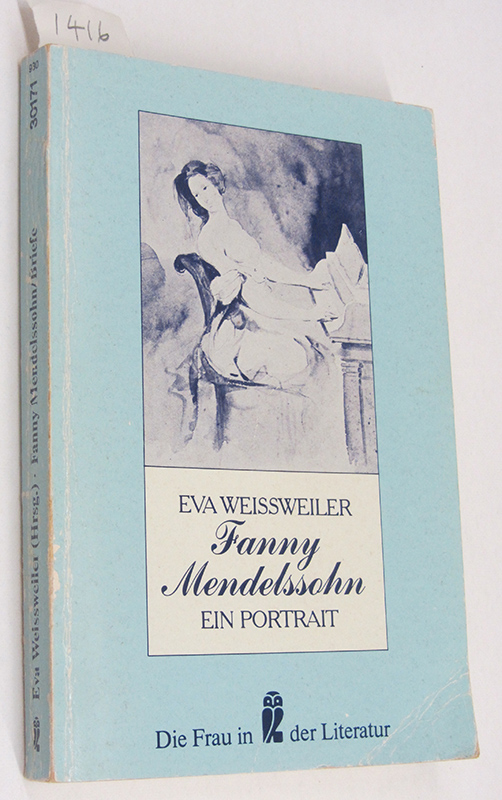 1416
930
30171
Eva Weissweiler (Hrsg.) · Fanny Mendelssohn/Briefe
EVA WEISSWEILER
Fanny
Mendelssohn
EIN PORTRAIT
Die Frau in der Literatur